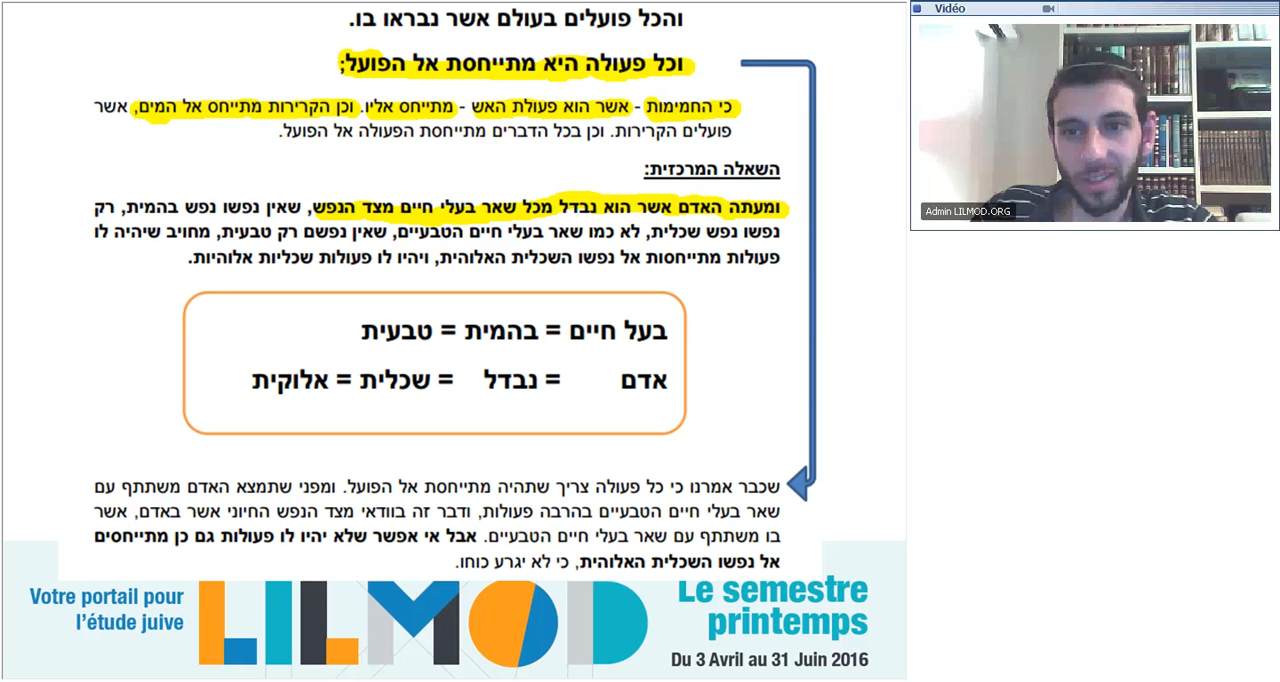 והכל פועלים בעולם אשר נבראו בו.
וכל פעולה היא מתייחסת אל הפועל;
כי החמימות - אשר הוא פעולת האש - מתייחס אליו. וכן הקרירות מתייחס אל המים, אשר
פועלים הקרירות. וכן בכל הדברים מתייחסת הפעולה אל הפועל.
השאלה המרכזית:
ומעתה האדם אשר הוא נבדל מכל שאר בעלי חיים מצד הנפש, שאין נפשו נפש בהמית, רק
נפשו נפש שכלית, לא כמו שאר בעלי חיים הטבעיים, שאין נפשם רק טבעית, מחויב שיהיה לו
פעולות מתייחסות אל נפשו השכלית האלוהית, ויהיו לו פעולות שכליות אלוהיות.
בעל חיים = בהמית = טבעית
אדם = נבדל = שכלית = אלוקית
שכבר אמרנו כי כל פעולה צריך שתהיה מתייחסת אל הפועל. ומפני שתמצא האדם משתתף עם
שאר בעלי חיים הטבעיים בהרבה פעולות, ודבר זה בוודאי מצד הנפש החיוני אשר באדם, אשר
בו משתתף עם שאר בעלי חיים הטבעיים. אבל אי אפשר שלא יהיו לו פעולות גם כן מתייחסים
אל נפשו השכלית האלוהית, כי לא יגרע כוחו.
Votre portail pour
l'étude juive
LILMOD
Le semestre
printemps
Du 3 Avril au 31 Juin 2016
Vidéo
Admin LILMOD.ORG